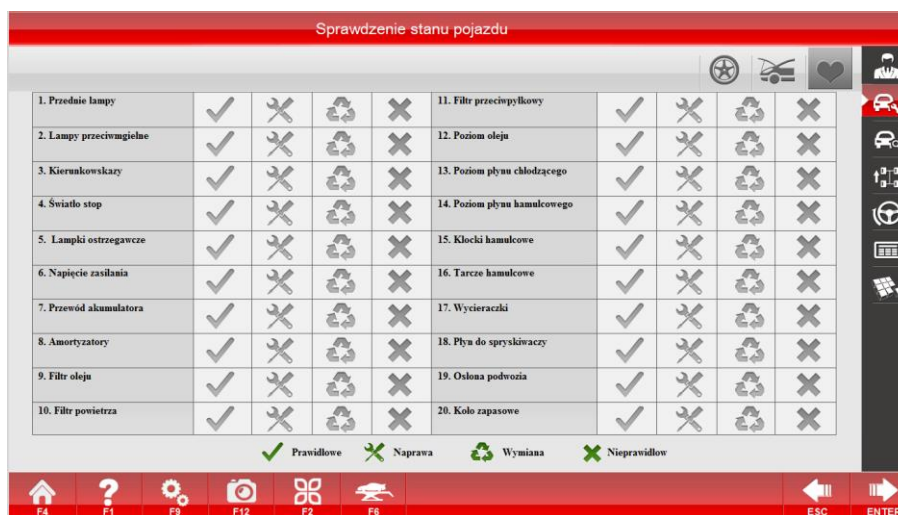 Sprawdzenie stanu pojazdu
1. Przednie lampy
2. Lampy przeciwmgielne
3. Kierunkowskazy
4. Światło stop
5. Lampki ostrzegawcze
6. Napięcie zasilania
7. Przewód akumulatora
8. Amortyzatory
9. Filtr oleju
10. Filtr powietrza
11. Filtr przeciwpyłkowy
12. Poziom oleju
13. Poziom płynu chłodzącego
14. Poziom płynu hamulcowego
15. Klocki hamulcowe
16. Tarcze hamulcowe
17. Wycieraczki
18. Płyn do spryskiwaczy
19. Osłona podwozia
20. Koło zapasowe
Prawidłowe Naprawa Wymiana Nieprawidłow
F4 F1 F9 F12 F2 F6 ESC ENTER